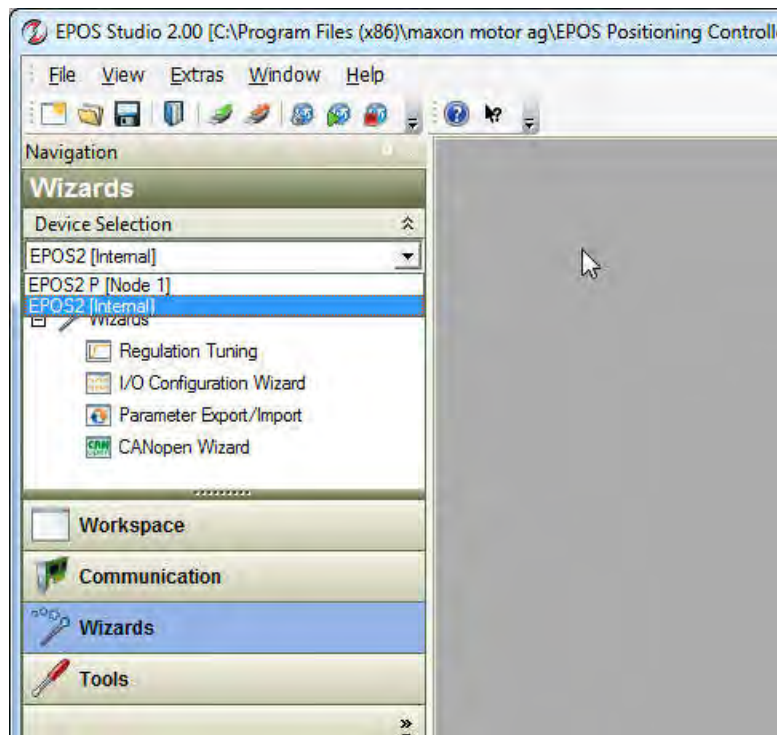 EPOS Studio 2.00 [C:\Program Files (x86)\maxon motor ag\EPOS Positioning Controlle
File View Extras Window Help
Navigation
Wizards
Device Selection
EPOS2 [Internal]
EPOS2 P [Node 1]
EPOS2 [Internal]
Wizards
Regulation Tuning
I/O Configuration Wizard
Parameter Export/Import
CANopen Wizard
Workspace
Communication
Wizards
Tools